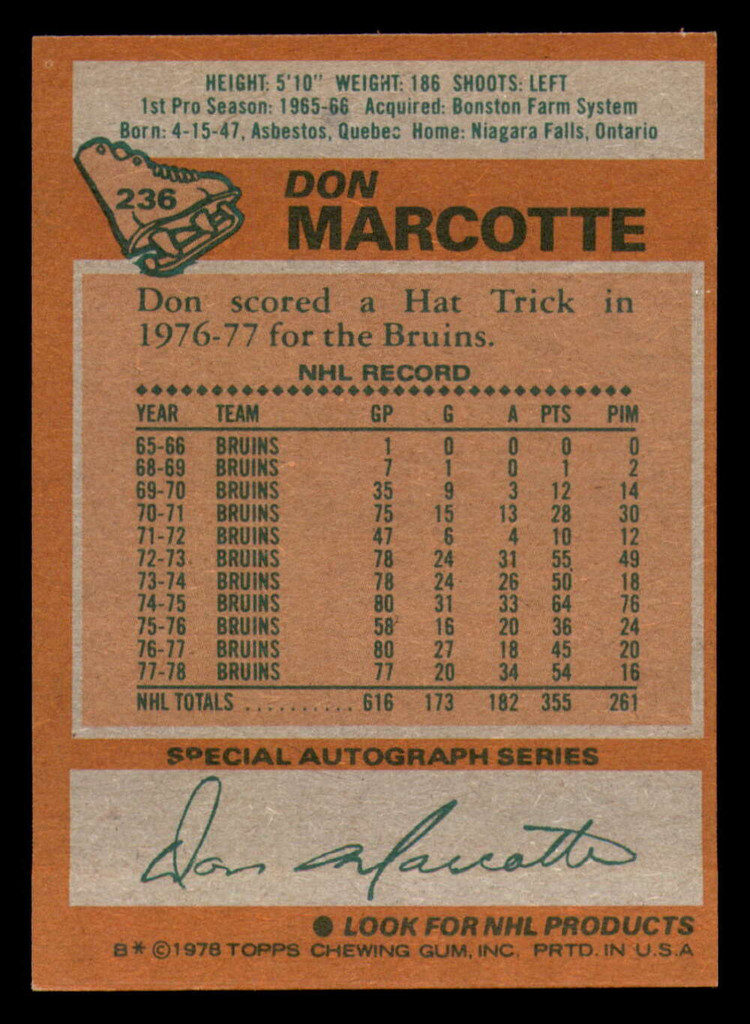 HEIGHT: 5'10" WEIGHT: 186 SHOOTS: LEFT
1st Pro Season: 1965-66 Acquired: Bonston Farm System
Born: 4-15-47, Asbestos, Quebec Home: Niagara Falls, Ontario
236
DON
MARCOTTE
Don scored a Hat Trick in
1976-77 for the Bruins.
NHL RECORD
YEAR TEAM GP G A PTS PIM
65-66 BRUINS 1 0 0 0 0
68-69 BRUINS 7 1 0 1 2
69-70 BRUINS 35 9 3 12 14
70-71 BRUINS 75 15 13 28 30
71-72 BRUINS 47 6 4 10 12
72-73 BRUINS 78 24 31 55 49
73-74 BRUINS 78 24 26 50 18
74-75 BRUINS 80 31 33 64 76
75-76 BRUINS 58 16 20 36 24
76-77 BRUINS 80 27 18 45 20
77-78 BRUINS 77 20 34 54 16
NHL TOTALS .......... 616 173 182 355 261
SPECIAL AUTOGRAPH SERIES
Don Marcotte
● LOOK FOR NHL PRODUCTS
B* ©1978 TOPPS CHEWING GUM, INC. PRTD. IN U.S.A